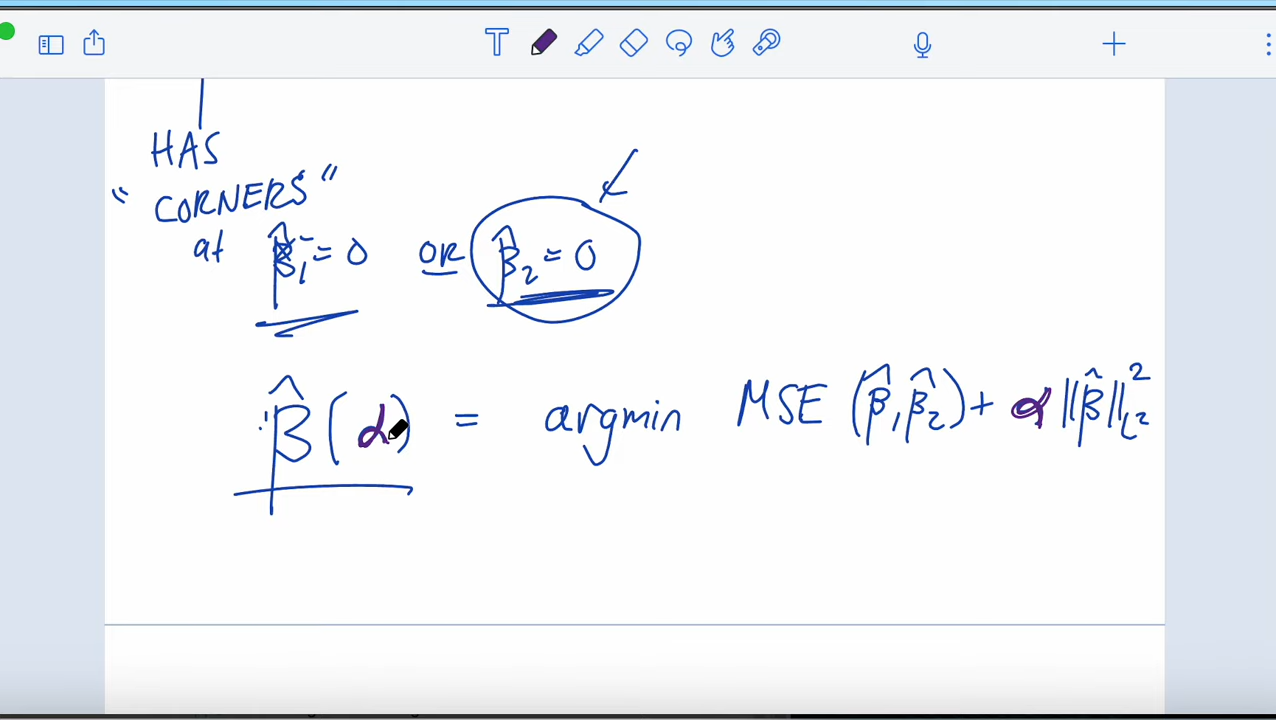 HAS
"CORNERS"
at β̂₁ = 0 OR β̂₂ = 0
β̂(α) = argmin MSE(β̂₁, β̂₂) + α ||β̂||²_L²